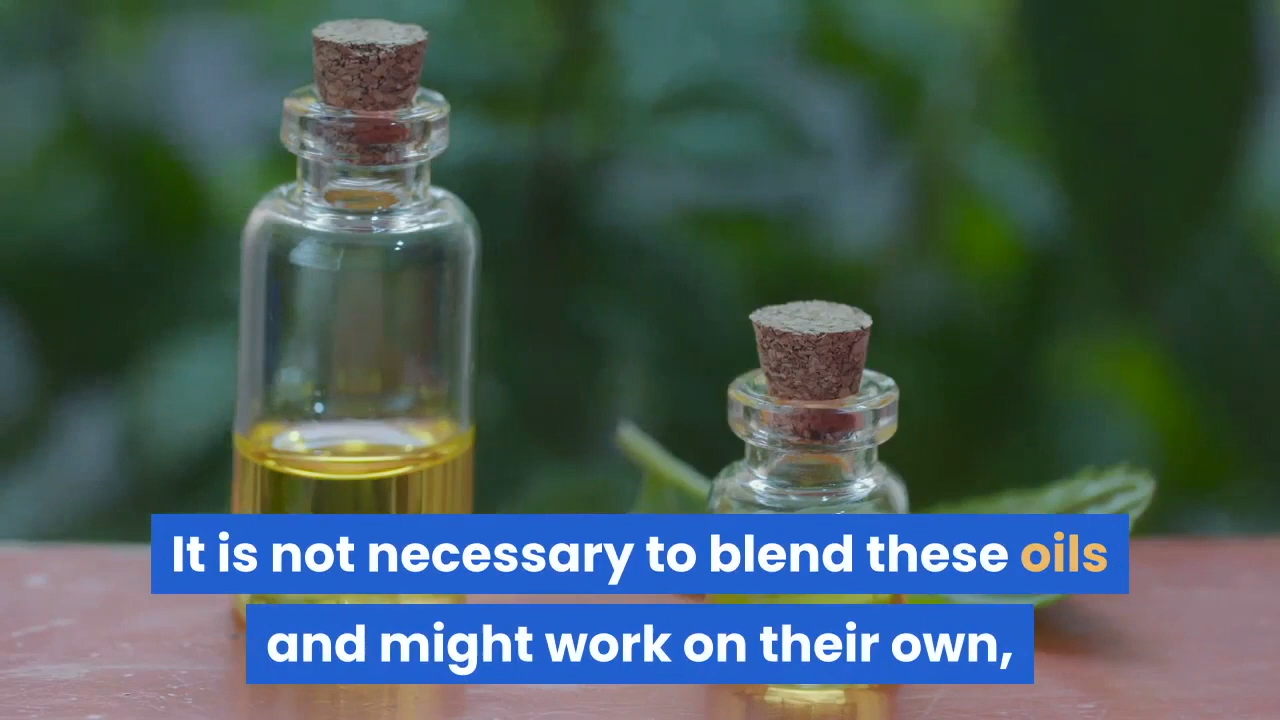 It is not necessary to blend these oils
and might work on their own,